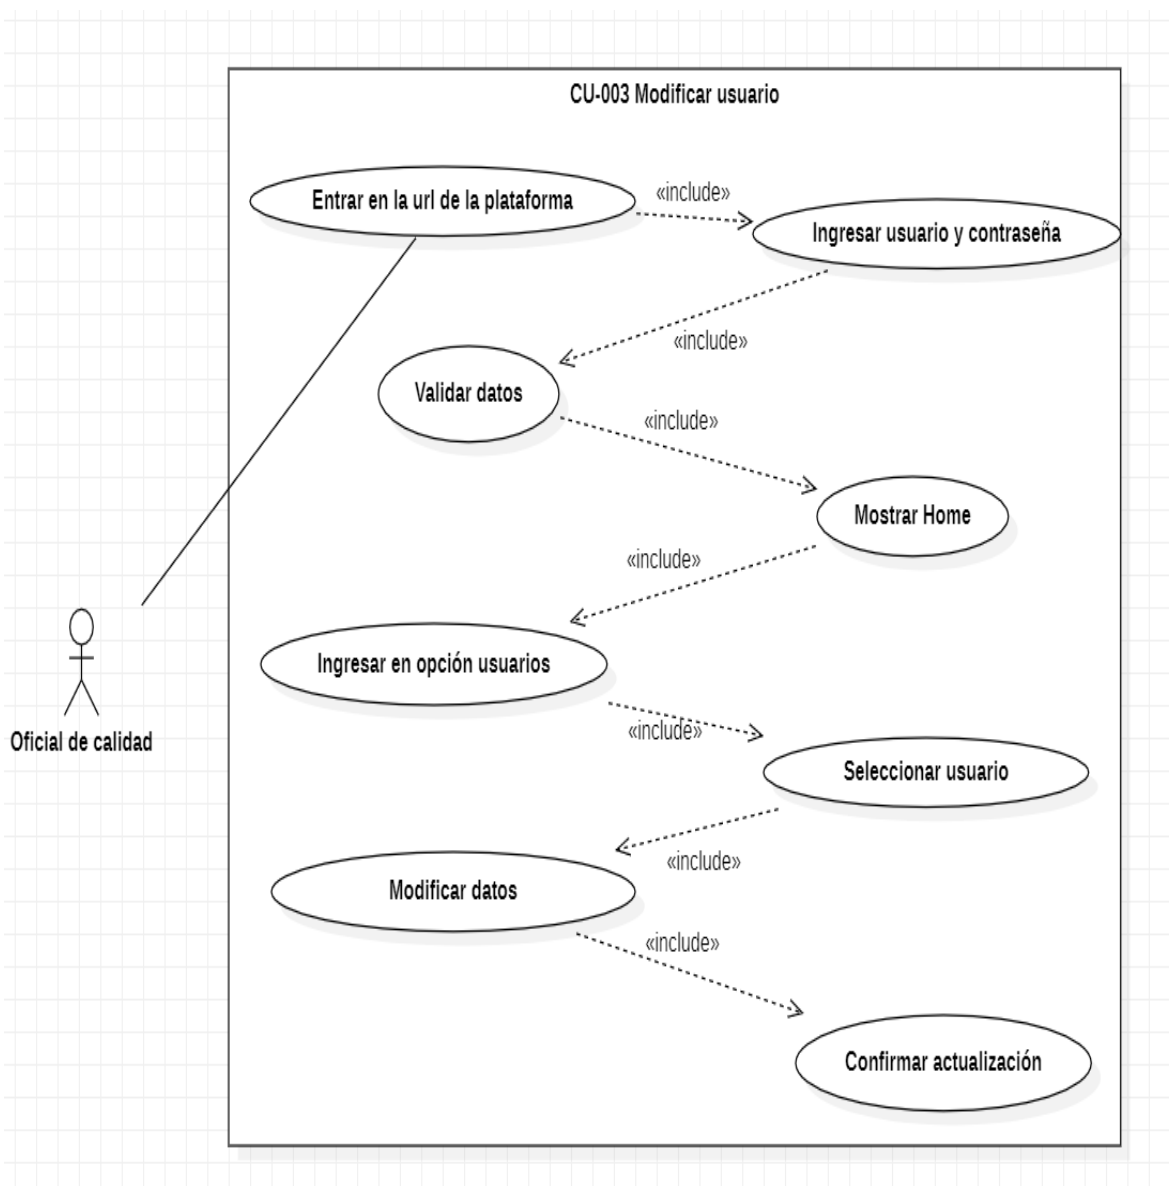 CU-003 Modificar usuario
Entrar en la url de la plataforma
«include»
Ingresar usuario y contraseña
«include»
Validar datos
«include»
Mostrar Home
«include»
Ingresar en opción usuarios
«include»
Oficial de calidad
Seleccionar usuario
«include»
Modificar datos
«include»
Confirmar actualización